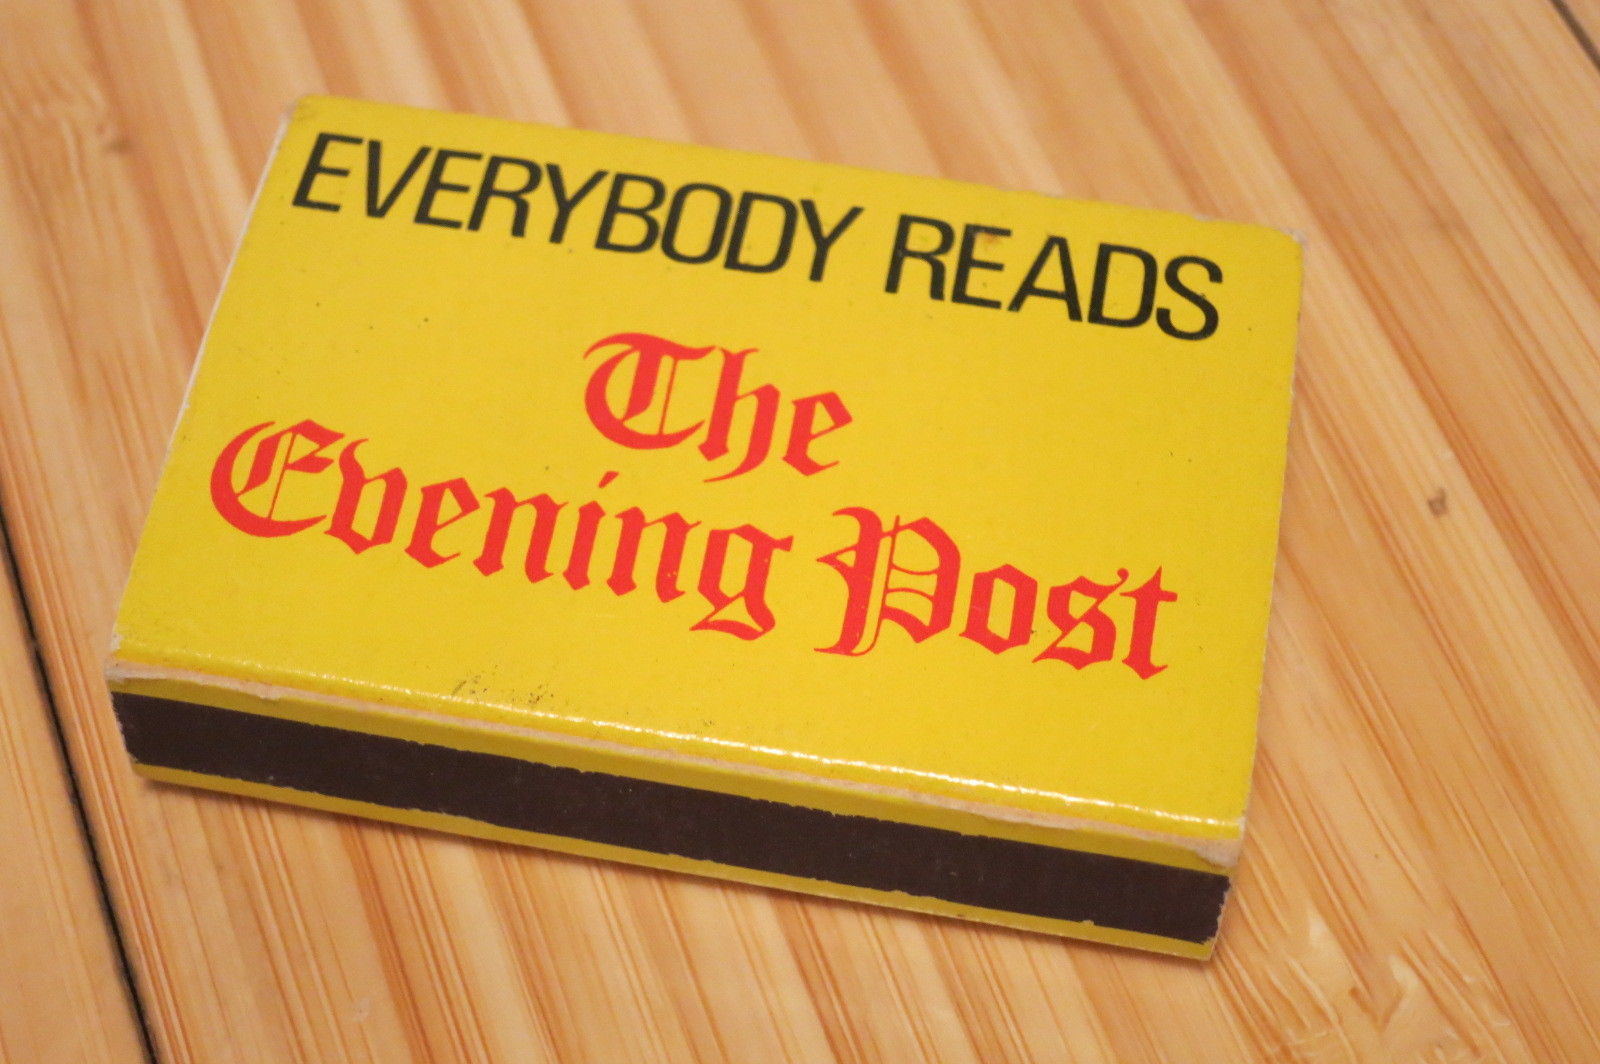 EVERYBODY READS
The
Evening Post